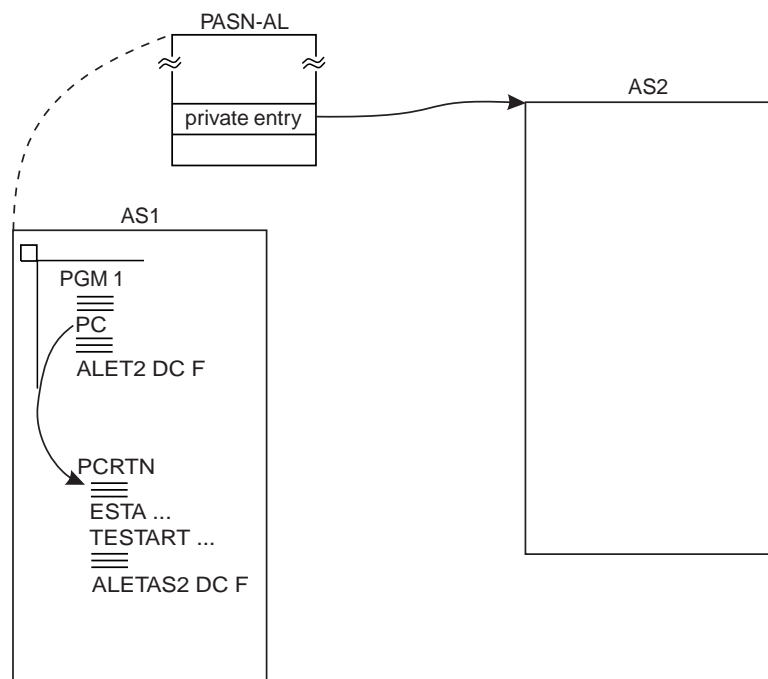 PASN-AL
private entry
AS2
AS1
PGM 1
PC
ALET2 DC F
PCRTN
ESTA ...
TESTART ...
ALETAS2 DC F